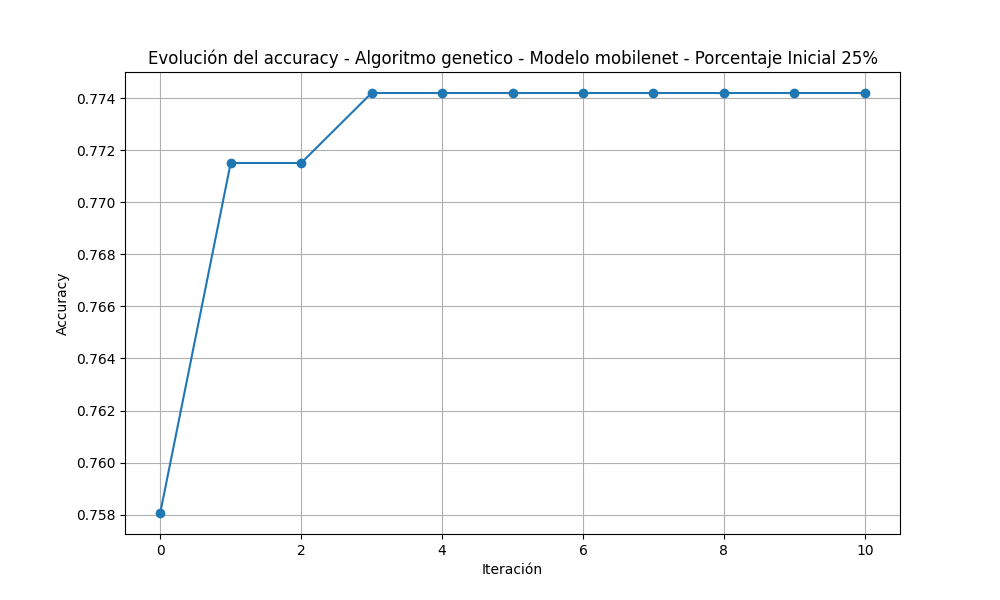 Evolución del accuracy - Algoritmo genetico - Modelo mobilenet - Porcentaje Inicial 25%
0.774
0.772
0.770
0.768
0.766
0.764
0.762
0.760
0.758
Accuracy
0 2 4 6 8 10
Iteración